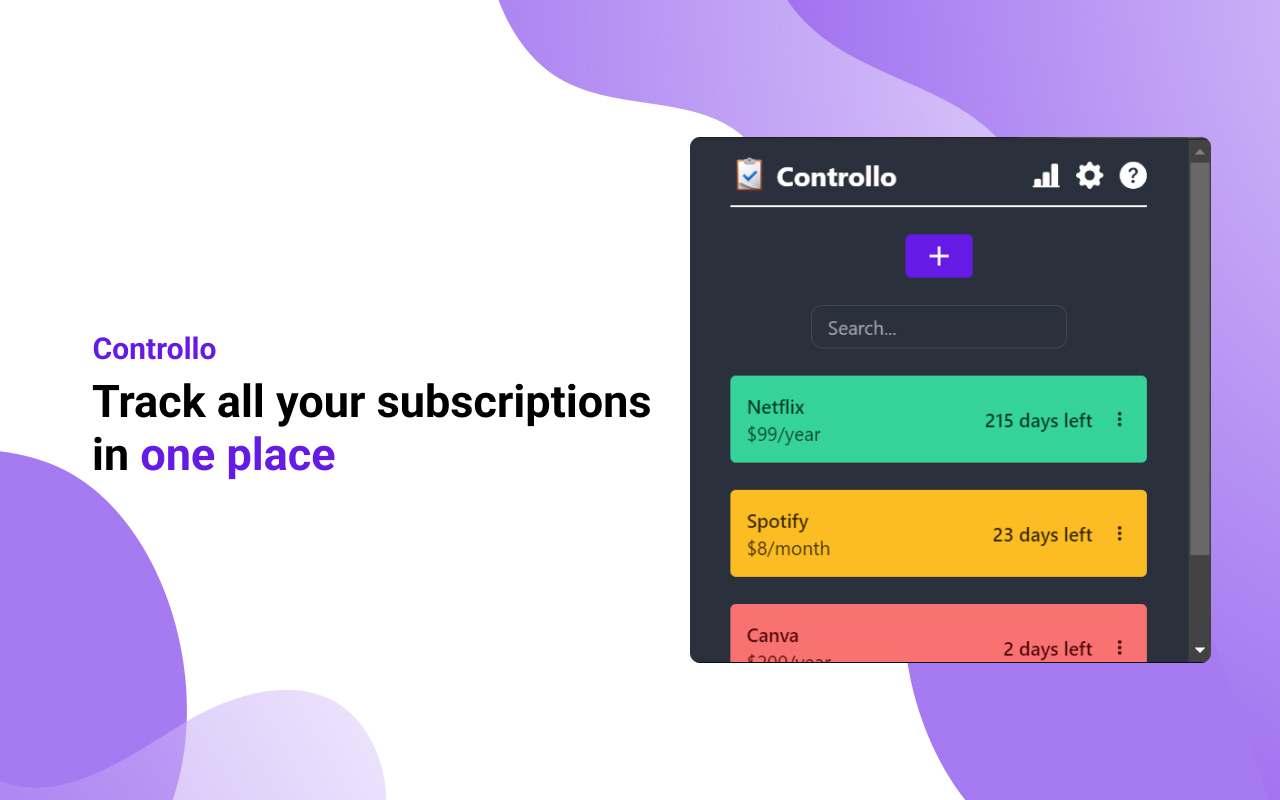 Controllo
Track all your subscriptions
in one place
Controllo
Search...
Netflix
$99/year
215 days left
Spotify
$8/month
23 days left
Canva
2 days left